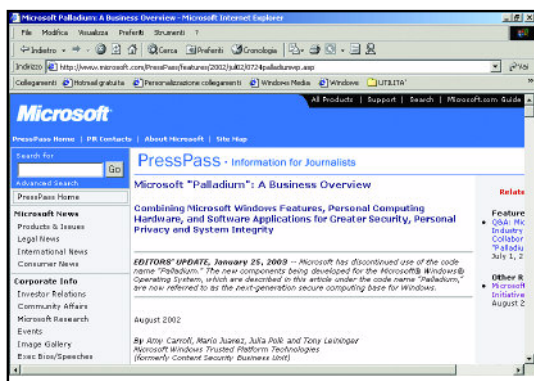 Microsoft Palladium: A Business Overview - Microsoft Internet Explorer
File Modifica Visualizza Preferiti Strumenti ?
Indietro Cerca Preferiti Cronologia
Indirizzo http://www.microsoft.com/PressPass/features/2002/jul02/0724palladiumwp.asp Vai
Collegamenti Hotmail gratuita Personalizzazione collegamenti Windows Media Windows UTILITA'
All Products | Support | Search | Microsoft.com Guide
Microsoft
PressPass Home | PR Contacts | About Microsoft | Site Map
Search for
Go
Advanced Search
PressPass Home
Microsoft News
Products & Issues
Legal News
International News
Consumer News
Corporate Info
Investor Relations
Community Affairs
Microsoft Research
Events
Image Gallery
Exec Bios/Speeches
PressPass - Information for Journalists
Microsoft "Palladium": A Business Overview
Combining Microsoft Windows Features, Personal Computing
Hardware, and Software Applications for Greater Security, Personal
Privacy and System Integrity
EDITORS' UPDATE, January 25, 2003 -- Microsoft has discontinued use of the code
name "Palladium." The new components being developed for the Microsoft® Windows®
Operating System, which are described in this article under the code name "Palladium,"
are now referred to as the next-generation secure computing base for Windows.
August 2002
By Amy Carroll, Mario Juarez, Julia Polk and Tony Leininger
Microsoft Windows Trusted Platform Technologies
(formerly Content Security Business Unit)
Relate
Feature
Q&A: Mic
Industry
Collabor
"Palladiu
July 1, 2
Other R
Microsoft
Initiative
August 2